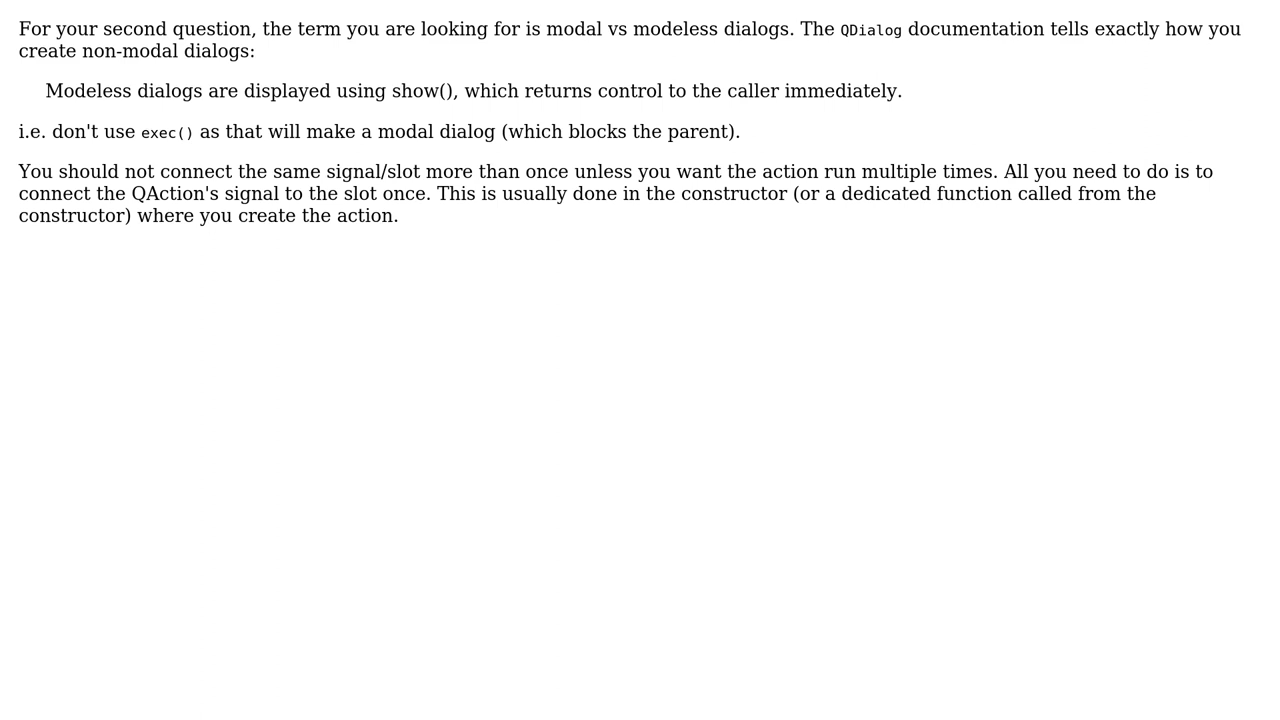 For your second question, the term you are looking for is modal vs modeless dialogs. The QDialog documentation tells exactly how you
create non-modal dialogs:
Modeless dialogs are displayed using show(), which returns control to the caller immediately.
i.e. don't use exec() as that will make a modal dialog (which blocks the parent).
You should not connect the same signal/slot more than once unless you want the action run multiple times. All you need to do is to
connect the QAction's signal to the slot once. This is usually done in the constructor (or a dedicated function called from the
constructor) where you create the action.